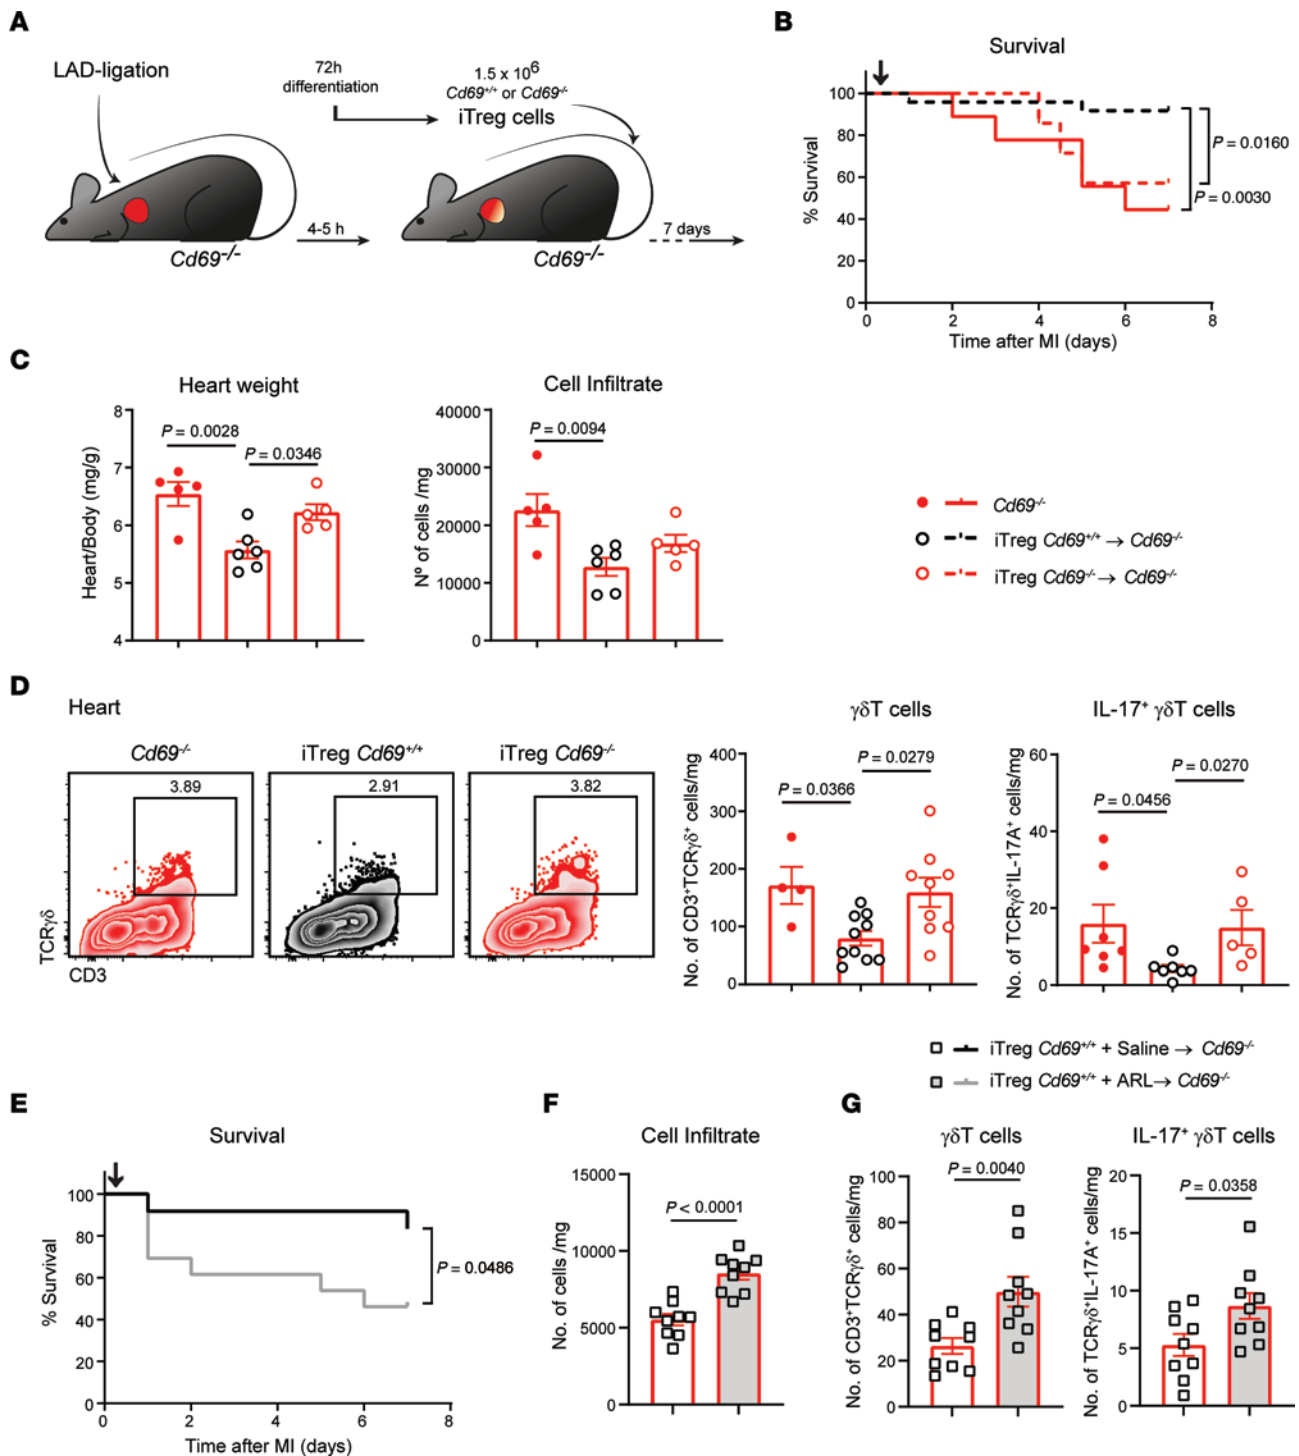 A
LAD-ligation
72h
differentiation
1.5 x 10⁶
Cd69⁺/⁺ or Cd69⁻/⁻
iTreg cells
4-5 h
7 days
Cd69⁻/⁻
Cd69⁻/⁻
B
Survival
% Survival
100
80
60
40
20
0
0 2 4 6 8
Time after MI (days)
P = 0.0160
P = 0.0030
C
Heart weight
Heart/Body (mg/g)
8
7
6
5
4
P = 0.0028
P = 0.0346
Cell Infiltrate
Nº of cells /mg
40000
30000
20000
10000
0
P = 0.0094
Cd69⁻/⁻
iTreg Cd69⁺/⁺ → Cd69⁻/⁻
iTreg Cd69⁻/⁻ → Cd69⁻/⁻
D
Heart
Cd69⁻/⁻
iTreg Cd69⁺/⁺
iTreg Cd69⁻/⁻
3.89
2.91
3.82
TCRγδ
CD3
γδT cells
No. of CD3⁺TCRγδ⁺ cells/mg
400
300
200
100
0
P = 0.0366
P = 0.0279
IL-17⁺ γδT cells
No. of TCRγδ⁺IL-17A⁺ cells/mg
60
40
20
0
P = 0.0456
P = 0.0270
iTreg Cd69⁺/⁺ + Saline → Cd69⁻/⁻
iTreg Cd69⁺/⁺ + ARL→ Cd69⁻/⁻
E
Survival
% Survival
100
80
60
40
20
0
0 2 4 6 8
Time after MI (days)
P = 0.0486
F
Cell Infiltrate
No. of cells /mg
15000
10000
5000
0
P < 0.0001
G
γδT cells
No. of CD3⁺TCRγδ⁺ cells/mg
100
80
60
40
20
0
P = 0.0040
IL-17⁺ γδT cells
No. of TCRγδ⁺IL-17A⁺ cells/mg
20
15
10
5
0
P = 0.0358